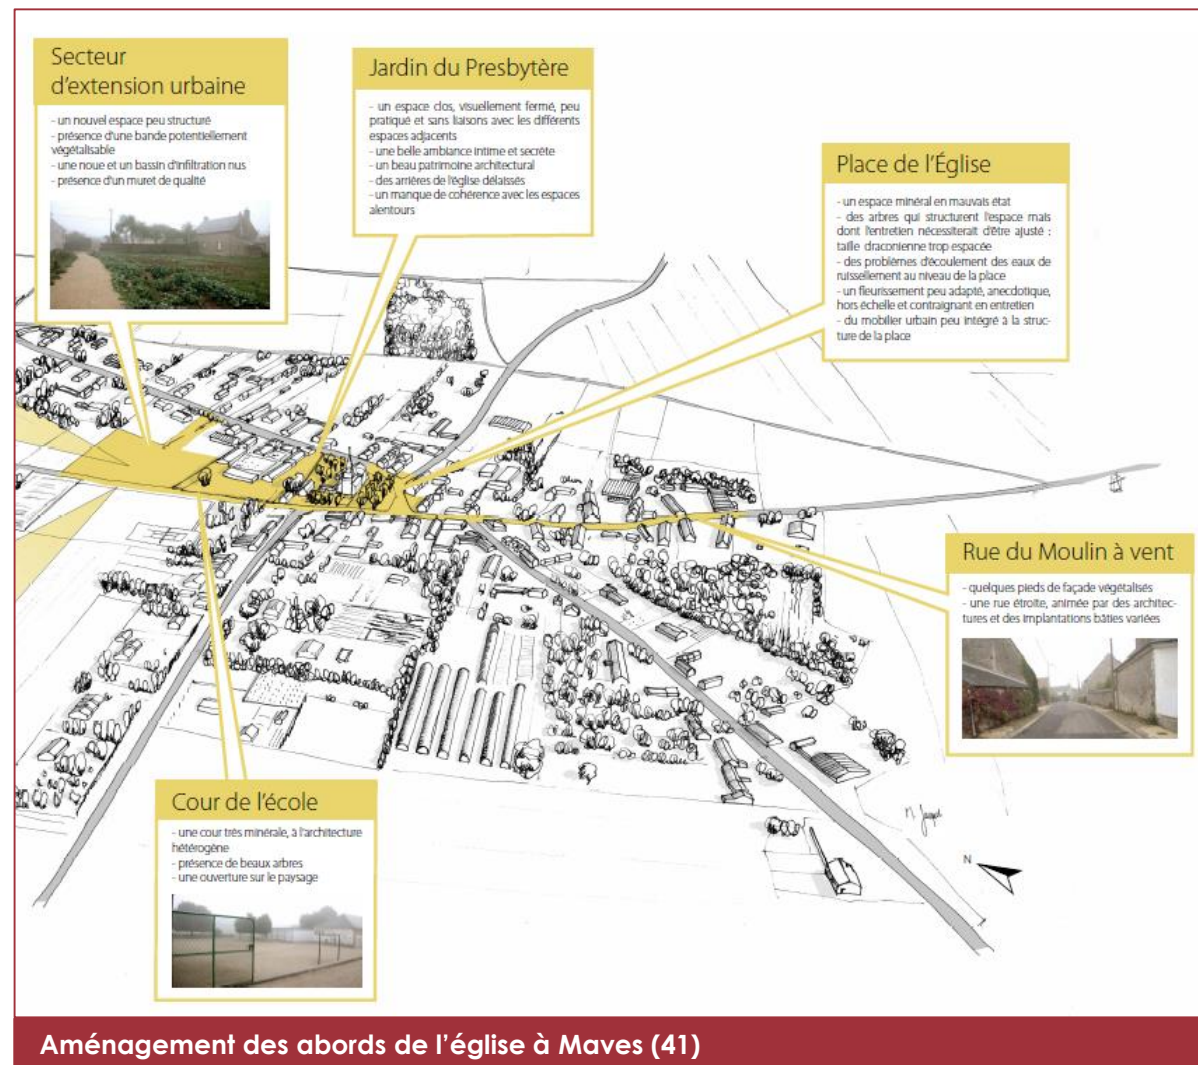 Secteur
d'extension urbaine
- un nouvel espace peu structuré
- présence d'une bande potentiellement
végétalisable
- une noue et un bassin d'infiltration nus
- présence d'un muret de qualité
Jardin du Presbytère
- un espace clos, visuellement fermé, peu
pratiqué et sans liaisons avec les différents
espaces adjacents
- une belle ambiance intime et secrète
- un beau patrimoine architectural
- des arrières de l'église délaissés
- un manque de cohérence avec les espaces
alentours
Place de l'Église
- un espace minéral en mauvais état
- des arbres qui structurent l'espace mais
dont l'entretien nécessiterait d'être ajusté :
taille draconienne trop espacée
- des problèmes d'écoulement des eaux de
ruissellement au niveau de la place
- un fleurissement peu adapté, anecdotique,
hors échelle et contraignant en entretien
- du mobilier urbain peu intégré à la struc-
ture de la place
Rue du Moulin à vent
- quelques pieds de façade végétalisés
- une rue étroite, animée par des architec-
tures et des implantations bâties variées
Cour de l'école
- une cour très minérale, à l'architecture
hétérogène
- présence de beaux arbres
- une ouverture sur le paysage
N
Aménagement des abords de l'église à Maves (41)